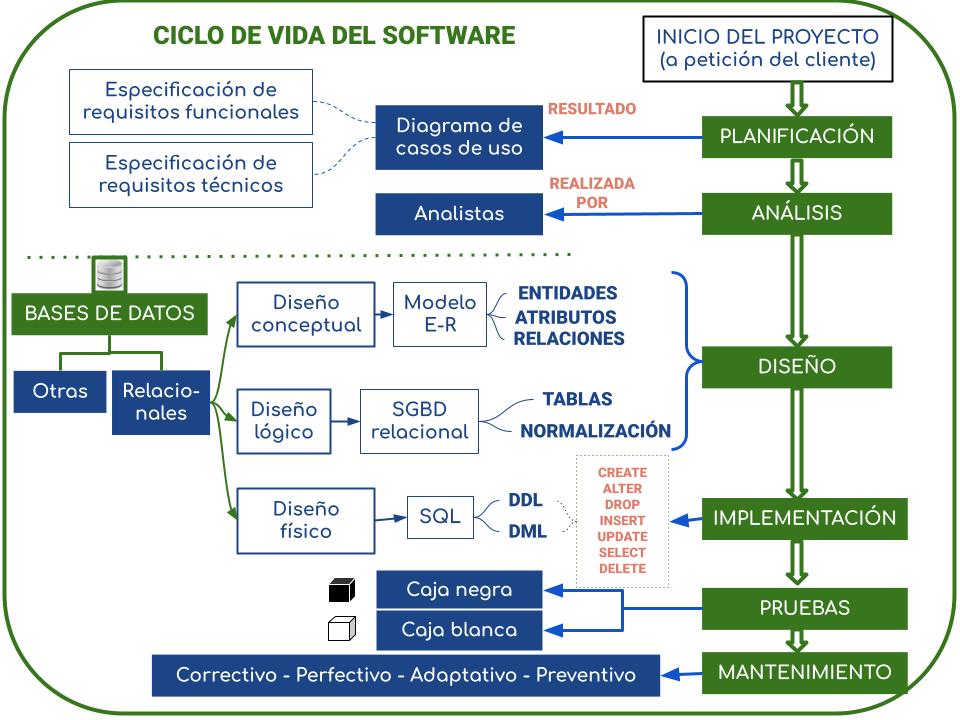 CICLO DE VIDA DEL SOFTWARE
INICIO DEL PROYECTO
(a petición del cliente)
Especificación de
requisitos funcionales
Especificación de
requisitos técnicos
Diagrama de
casos de uso
RESULTADO
PLANIFICACIÓN
Analistas
REALIZADA
POR
ANÁLISIS
BASES DE DATOS
Otras
Relacio-
nales
Diseño
conceptual
Modelo
E-R
ENTIDADES
ATRIBUTOS
RELACIONES
DISEÑO
Diseño
lógico
SGBD
relacional
TABLAS
NORMALIZACIÓN
Diseño
físico
SQL
DDL
DML
CREATE
ALTER
DROP
INSERT
UPDATE
SELECT
DELETE
IMPLEMENTACIÓN
Caja negra
Caja blanca
PRUEBAS
Correctivo - Perfectivo - Adaptativo - Preventivo
MANTENIMIENTO